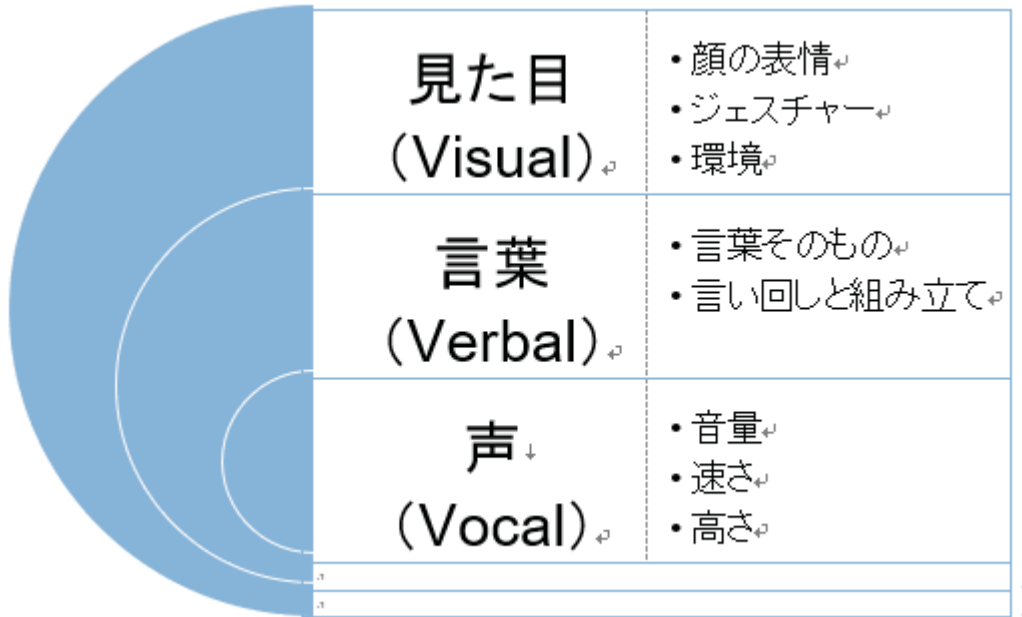 見た目
（Visual）
・顔の表情
・ジェスチャー
・環境
言葉
（Verbal）
・言葉そのもの
・言い回しと組み立て
声
（Vocal）
・音量
・速さ
・高さ